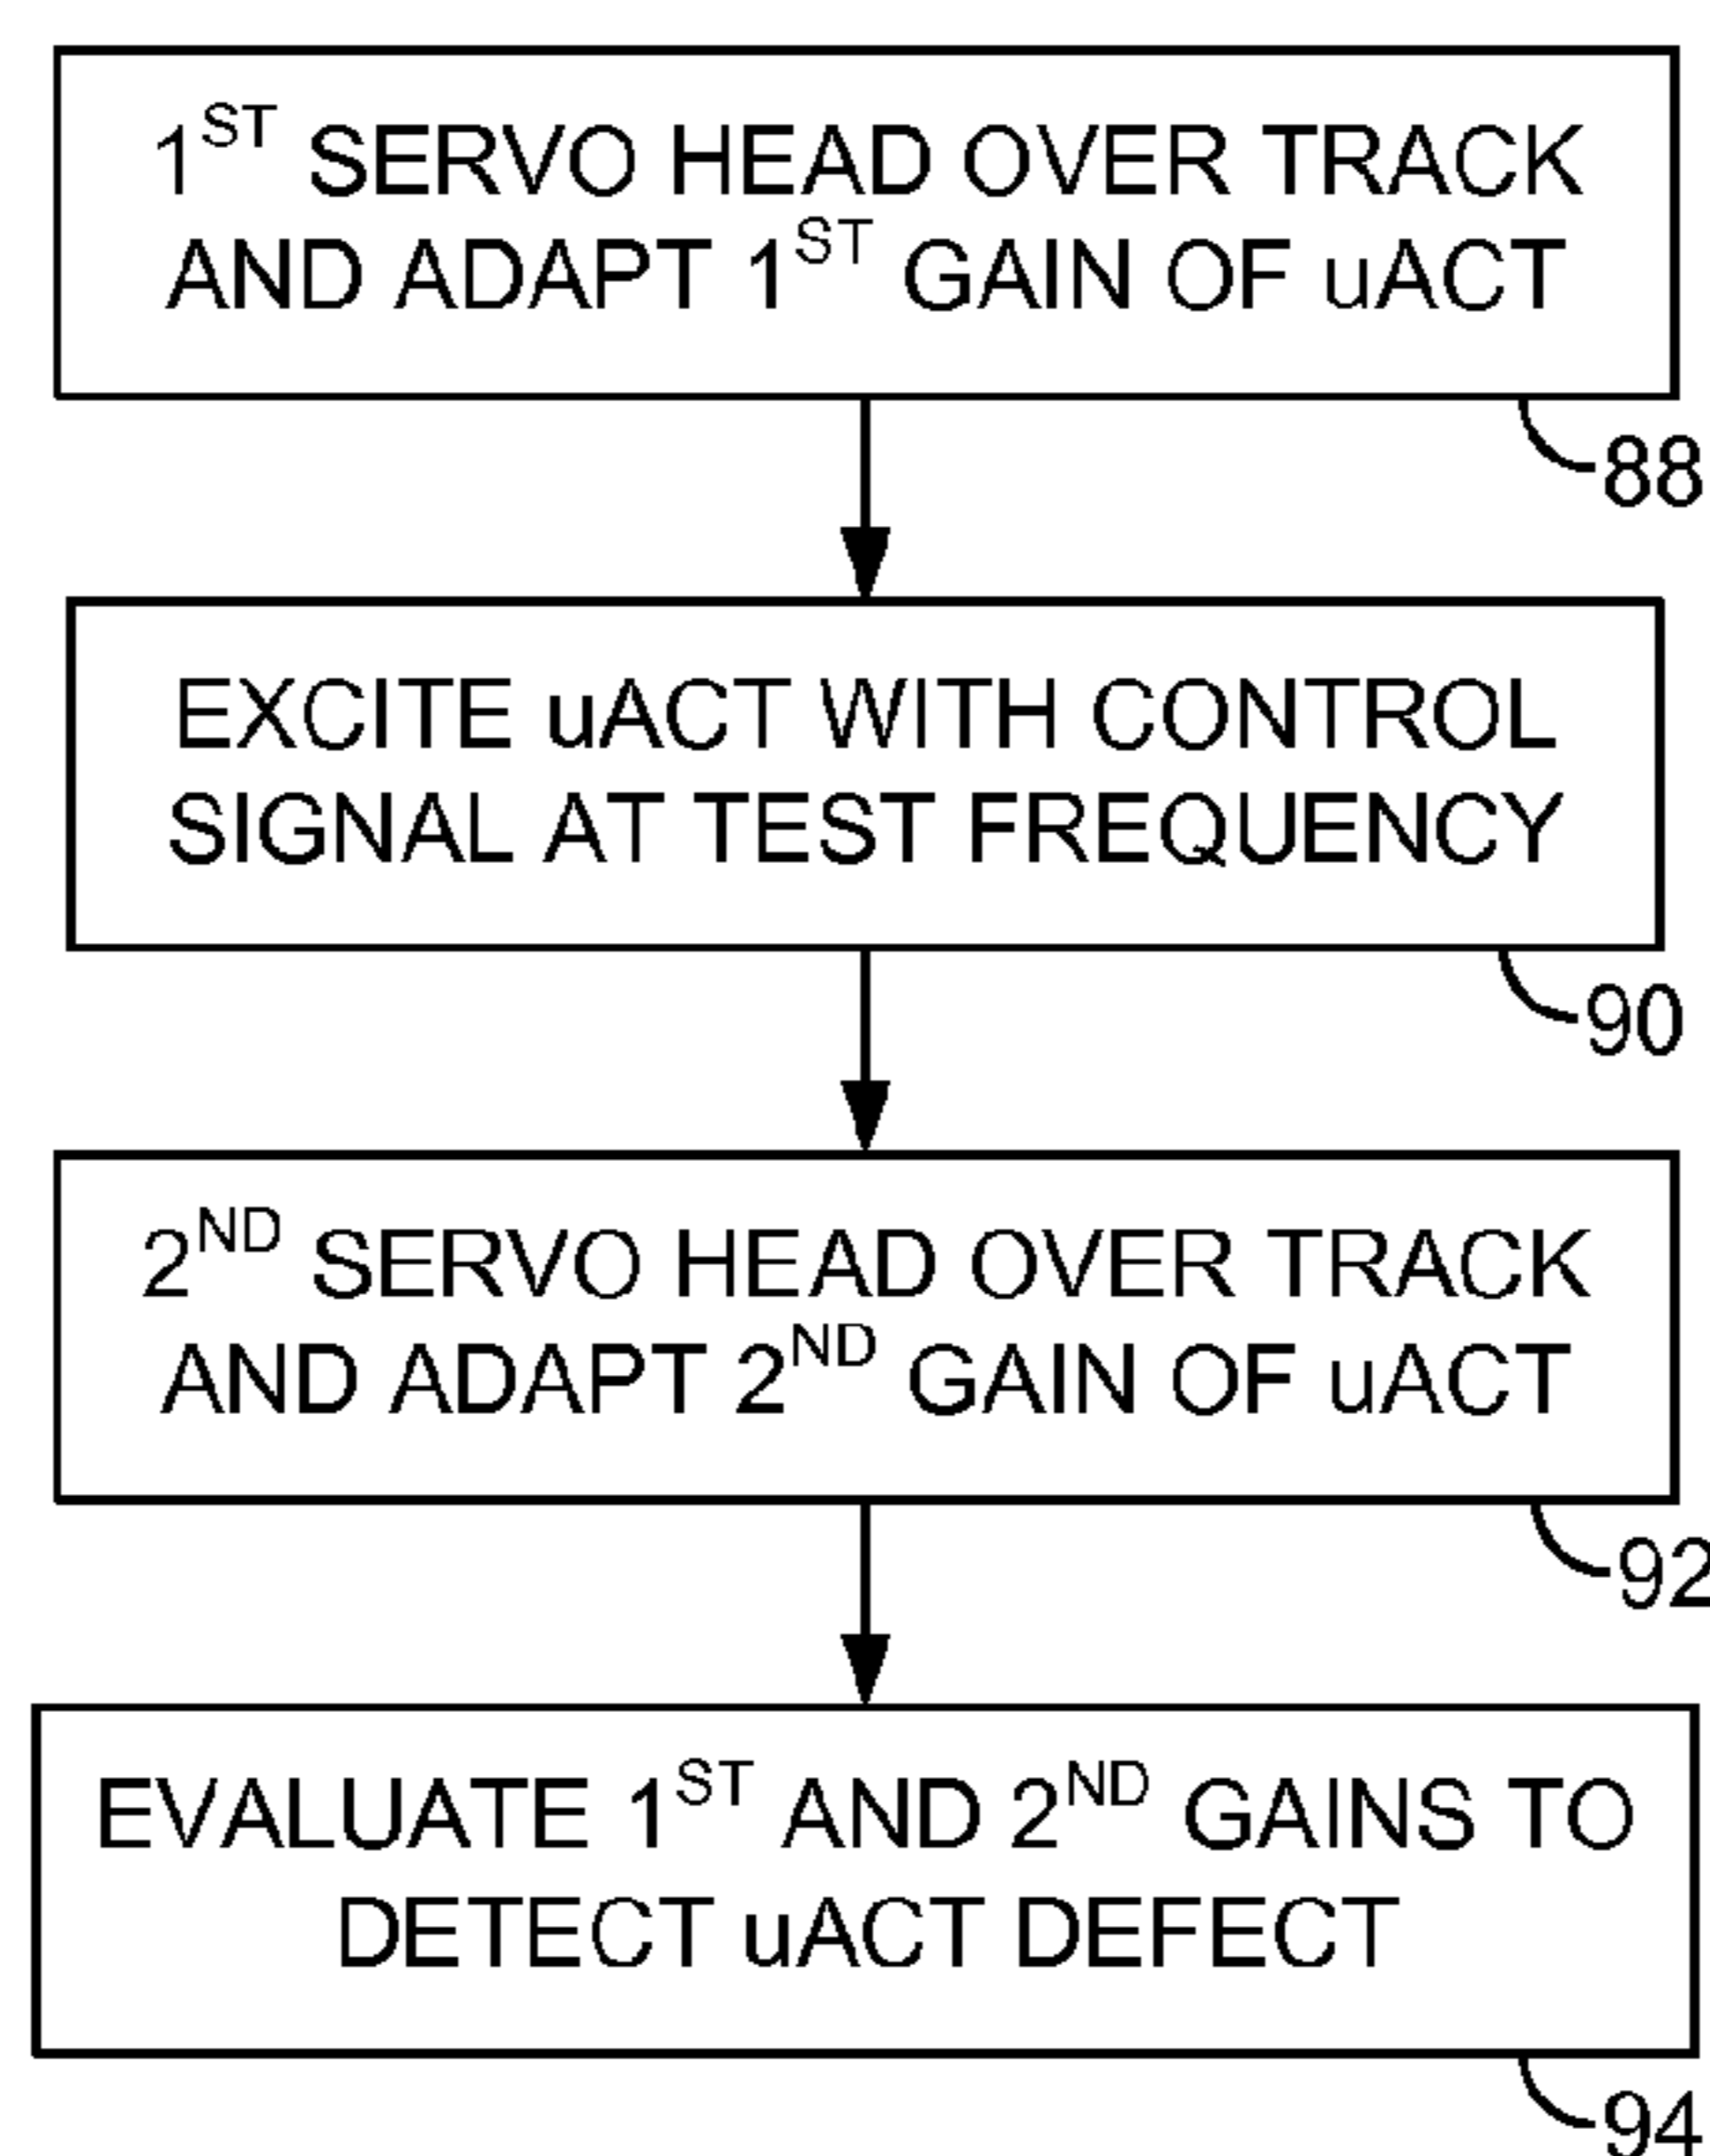 1ST SERVO HEAD OVER TRACK
AND ADAPT 1ST GAIN OF uACT
88
EXCITE uACT WITH CONTROL
SIGNAL AT TEST FREQUENCY
90
2ND SERVO HEAD OVER TRACK
AND ADAPT 2ND GAIN OF uACT
92
EVALUATE 1ST AND 2ND GAINS TO
DETECT uACT DEFECT
94